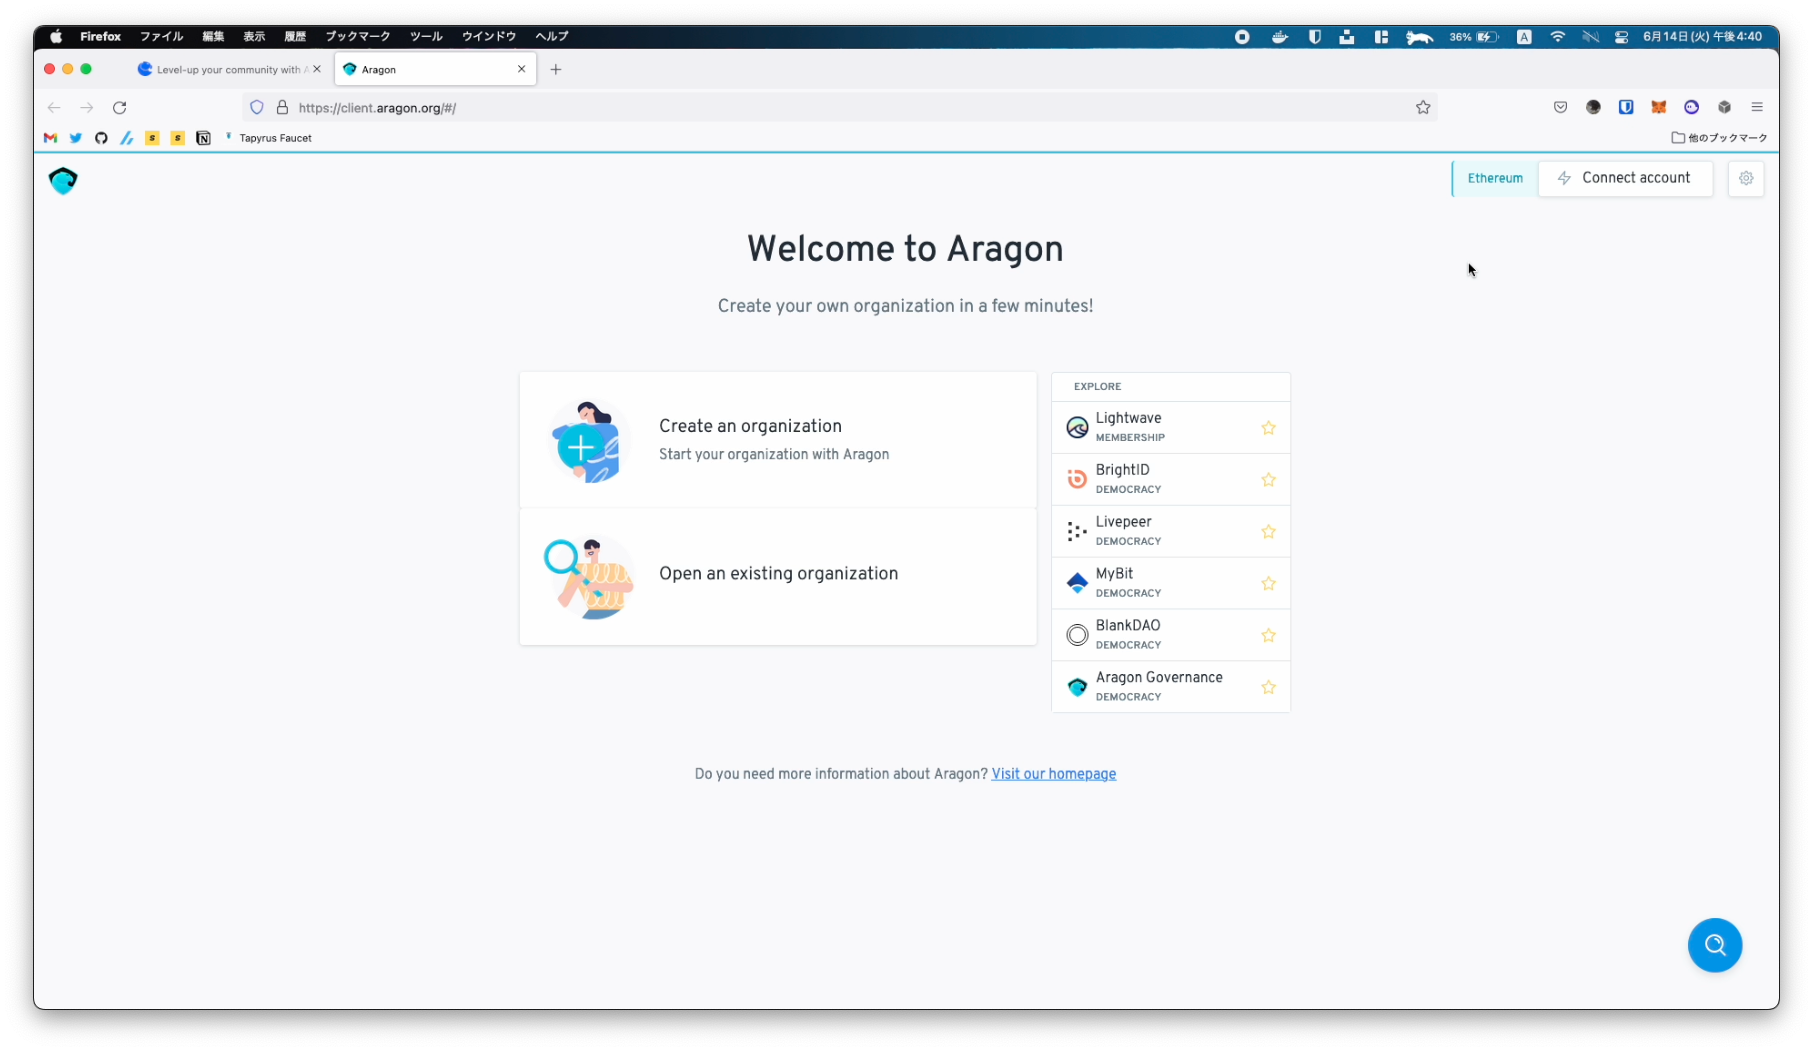 Firefox ファイル 編集 表示 履歴 ブックマーク ツール ウインドウ ヘルプ 36% A 6月14日(火) 午後4:40
Level-up your community with
Aragon
https://client.aragon.org/#/
S S N Tapyrus Faucet 他のブックマーク
Ethereum Connect account
Welcome to Aragon
Create your own organization in a few minutes!
Create an organization
Start your organization with Aragon
Open an existing organization
EXPLORE
Lightwave
MEMBERSHIP
BrightID
DEMOCRACY
Livepeer
DEMOCRACY
MyBit
DEMOCRACY
BlankDAO
DEMOCRACY
Aragon Governance
DEMOCRACY
Do you need more information about Aragon? Visit our homepage